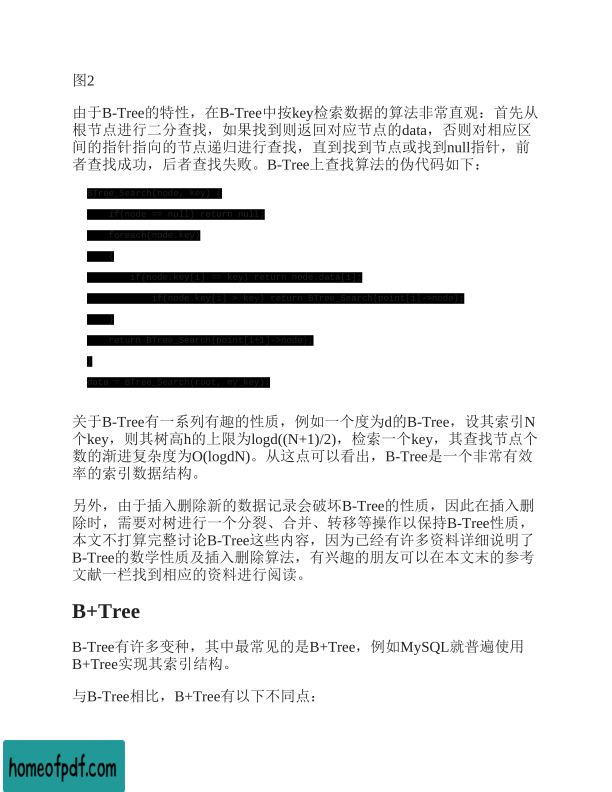 图2
由于B-Tree的特性，在B-Tree中按key检索数据的算法非常直观：首先从
根节点进行二分查找，如果找到则返回对应节点的data，否则对相应区
间的指针指向的节点递归进行查找，直到找到节点或找到null指针，前
者查找成功，后者查找失败。B-Tree上查找算法的伪代码如下：
BTree_Search(node, key) {
if(node == null) return null;
foreach(node.key)
{
if(node.key[i] == key) return node.data[i];
if(node.key[i] > key) return BTree_Search(point[i]->node);
}
return BTree_Search(point[i+1]->node);
}
data = BTree_Search(root, my_key);
关于B-Tree有一系列有趣的性质，例如一个度为d的B-Tree，设其索引N
个key，则其树高h的上限为logd((N+1)/2)，检索一个key，其查找节点个
数的渐进复杂度为O(logdN)。从这点可以看出，B-Tree是一个非常有效
率的索引数据结构。
另外，由于插入删除新的数据记录会破坏B-Tree的性质，因此在插入删
除时，需要对树进行一个分裂、合并、转移等操作以保持B-Tree性质，
本文不打算完整讨论B-Tree这些内容，因为已经有许多资料详细说明了
B-Tree的数学性质及插入删除算法，有兴趣的朋友可以在本文末的参考
文献一栏找到相应的资料进行阅读。
B+Tree
B-Tree有许多变种，其中最常见的是B+Tree，例如MySQL就普遍使用
B+Tree实现其索引结构。
与B-Tree相比，B+Tree有以下不同点：
homeofpdf.com